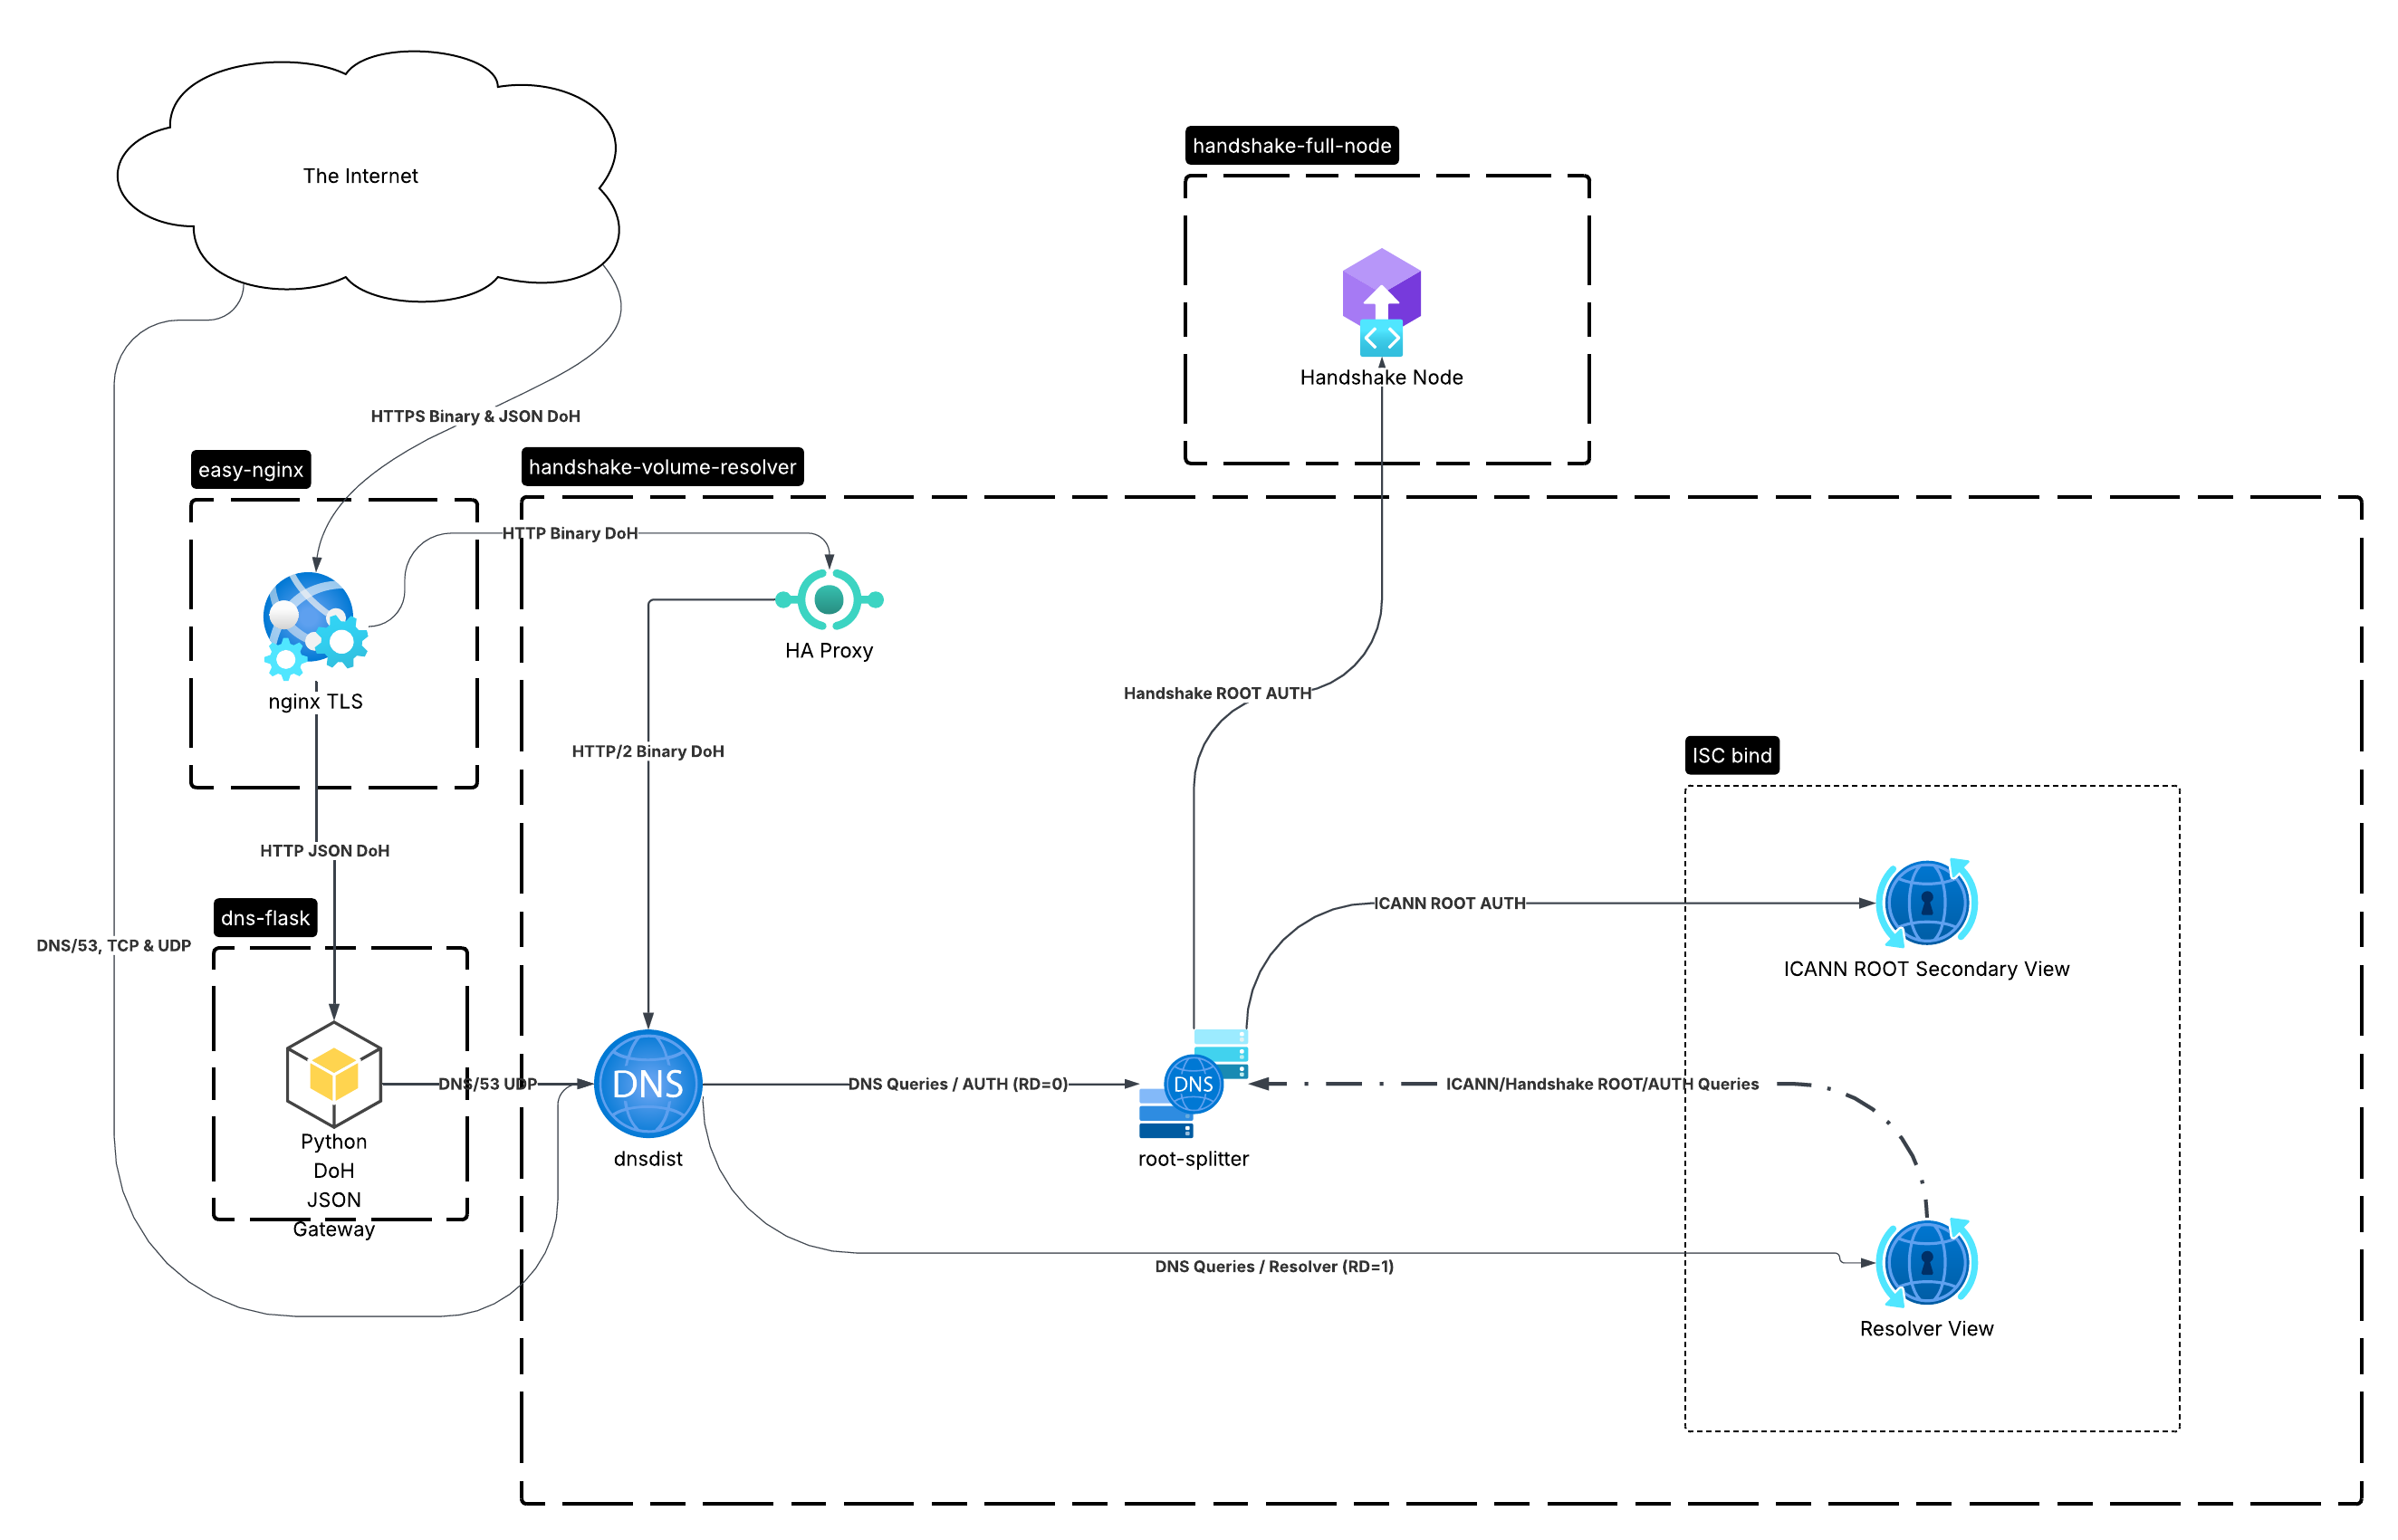 The Internet
handshake-full-node
Handshake Node
HTTPS Binary & JSON DoH
easy-nginx
handshake-volume-resolver
HTTP Binary DoH
HA Proxy
nginx TLS
Handshake ROOT AUTH
HTTP/2 Binary DoH
ISC bind
HTTP JSON DoH
ICANN ROOT AUTH
dns-flask
DNS/53, TCP & UDP
ICANN ROOT Secondary View
DNS/53 UDP
DNS
DNS Queries / AUTH (RD=0)
DNS
ICANN/Handshake ROOT/AUTH Queries
Python
DoH
JSON
Gateway
dnsdist
root-splitter
DNS Queries / Resolver (RD=1)
Resolver View